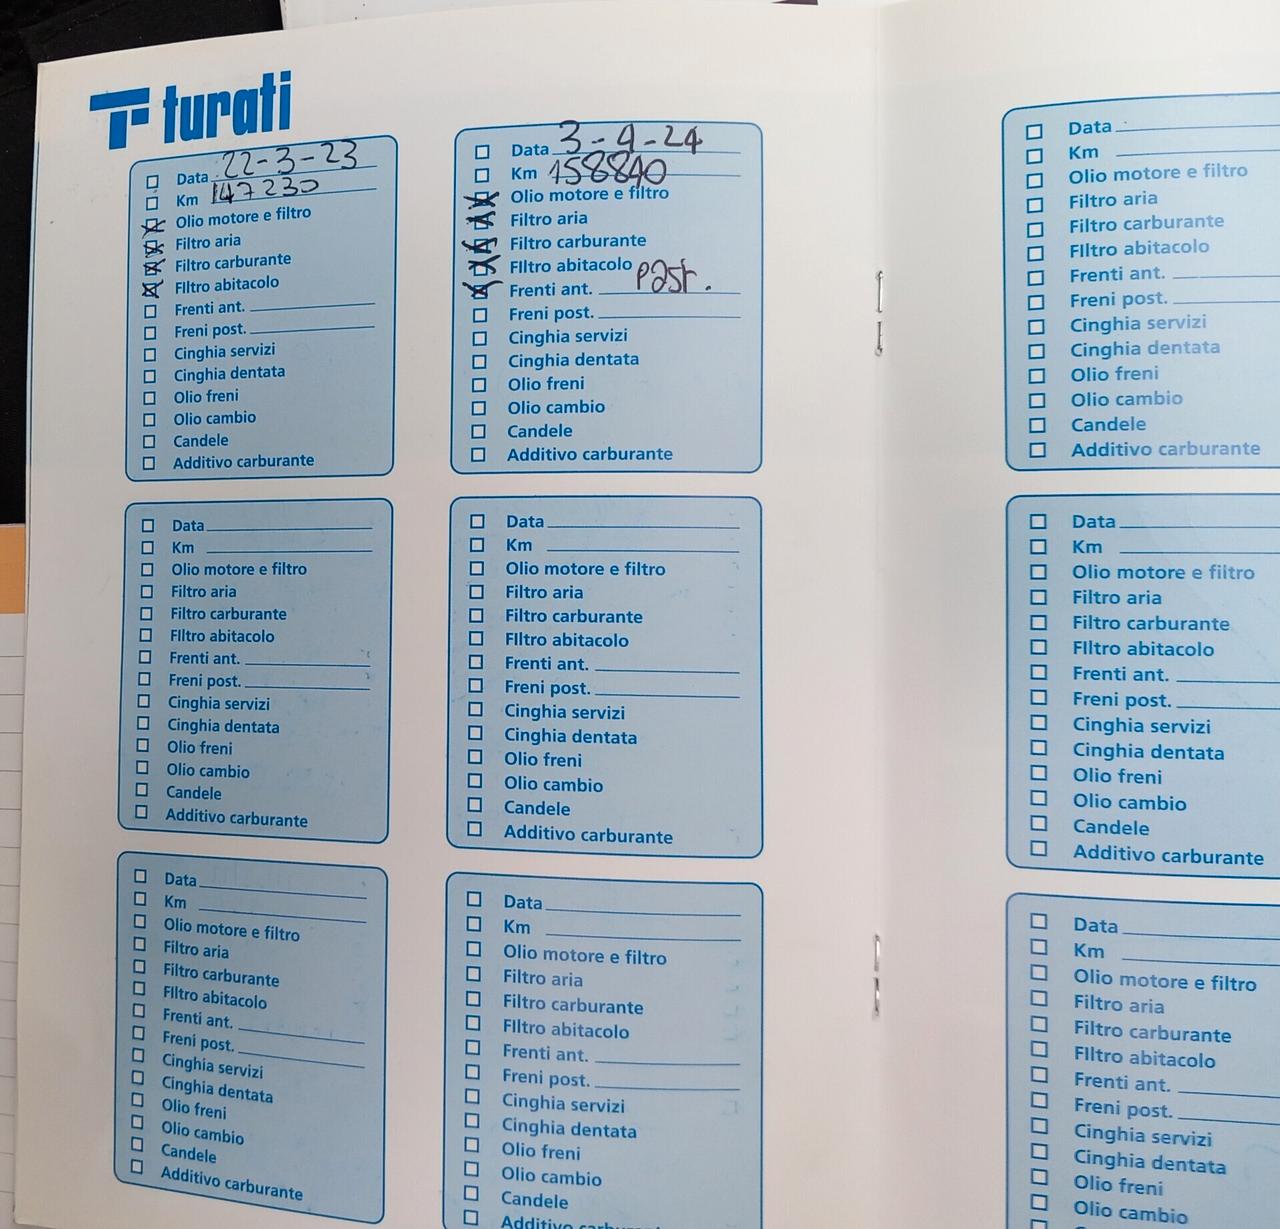 turati
Data 22-3-23
Km 147230
Olio motore e filtro
Filtro aria
Filtro carburante
FIltro abitacolo
Frenti ant.
Freni post.
Cinghia servizi
Cinghia dentata
Olio freni
Olio cambio
Candele
Additivo carburante
Data 3-4-24
Km 158840
Olio motore e filtro
Filtro aria
Filtro carburante
FIltro abitacolo
Frenti ant. past.
Freni post.
Cinghia servizi
Cinghia dentata
Olio freni
Olio cambio
Candele
Additivo carburante
Data
Km
Olio motore e filtro
Filtro aria
Filtro carburante
FIltro abitacolo
Frenti ant.
Freni post.
Cinghia servizi
Cinghia dentata
Olio freni
Olio cambio
Candele
Additivo carburante
Data
Km
Olio motore e filtro
Filtro aria
Filtro carburante
FIltro abitacolo
Frenti ant.
Freni post.
Cinghia servizi
Cinghia dentata
Olio freni
Olio cambio
Candele
Additivo carburante
Data
Km
Olio motore e filtro
Filtro aria
Filtro carburante
FIltro abitacolo
Frenti ant.
Freni post.
Cinghia servizi
Cinghia dentata
Olio freni
Olio cambio
Candele
Additivo carburante
Data
Km
Olio motore e filtro
Filtro aria
Filtro carburante
FIltro abitacolo
Frenti ant.
Freni post.
Cinghia servizi
Cinghia dentata
Olio freni
Olio cambio
Candele
Additivo carburante
Data
Km
Olio motore e filtro
Filtro aria
Filtro carburante
FIltro abitacolo
Frenti ant.
Freni post.
Cinghia servizi
Cinghia dentata
Olio freni
Olio cambio
Candele
Additivo carburante
Data
Km
Olio motore e filtro
Filtro aria
Filtro carburante
FIltro abitacolo
Frenti ant.
Freni post.
Cinghia servizi
Cinghia dentata
Olio freni
Olio cambio
Candele
Additivo carburante
Data
Km
Olio motore e filtro
Filtro aria
Filtro carburante
FIltro abitacolo
Frenti ant.
Freni post.
Cinghia servizi
Cinghia dentata
Olio freni
Olio cambio